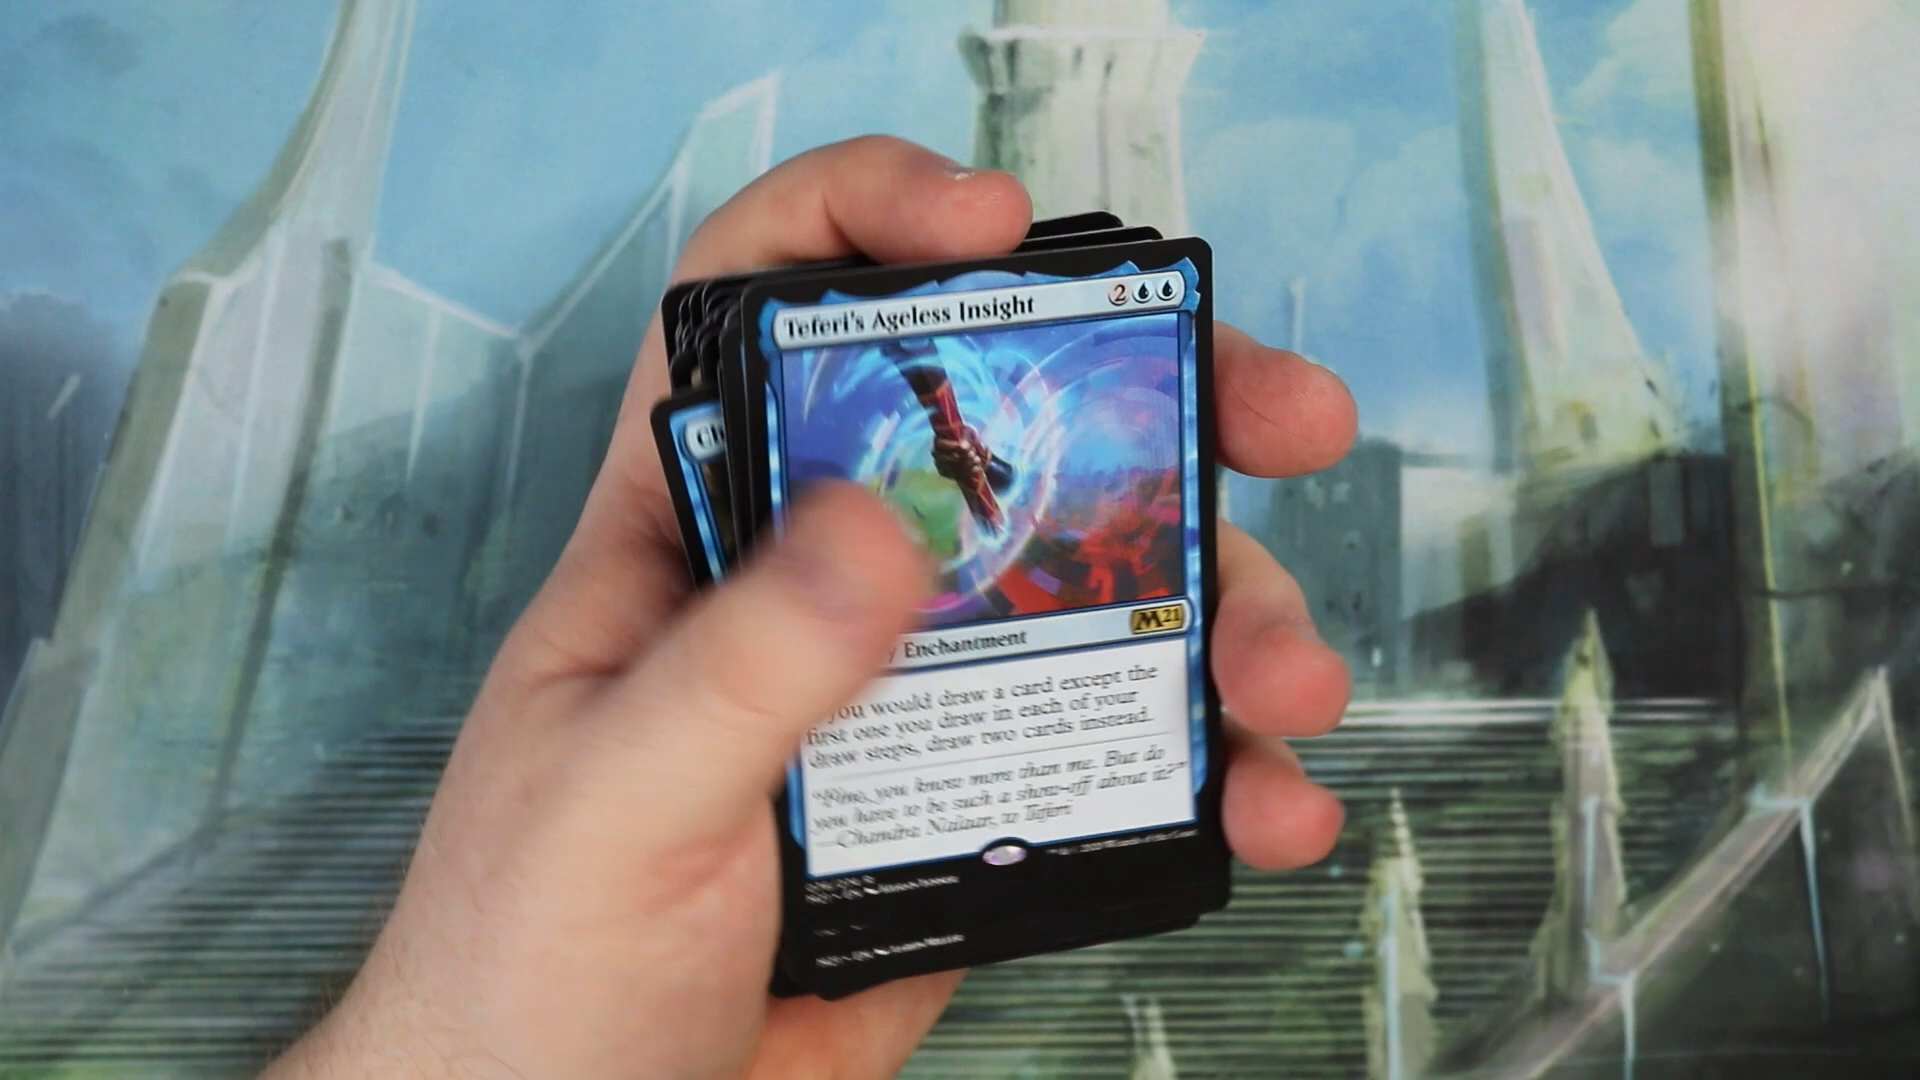 Teferi's Ageless Insight 2
Ch
y Enchantment M21
you would draw a card except the
first one you draw in each of your
draw steps, draw two cards instead.
"Fine, you know more than me. But do
you have to be such a show-off about it?"
—Chandra Nalaar, to Teferi